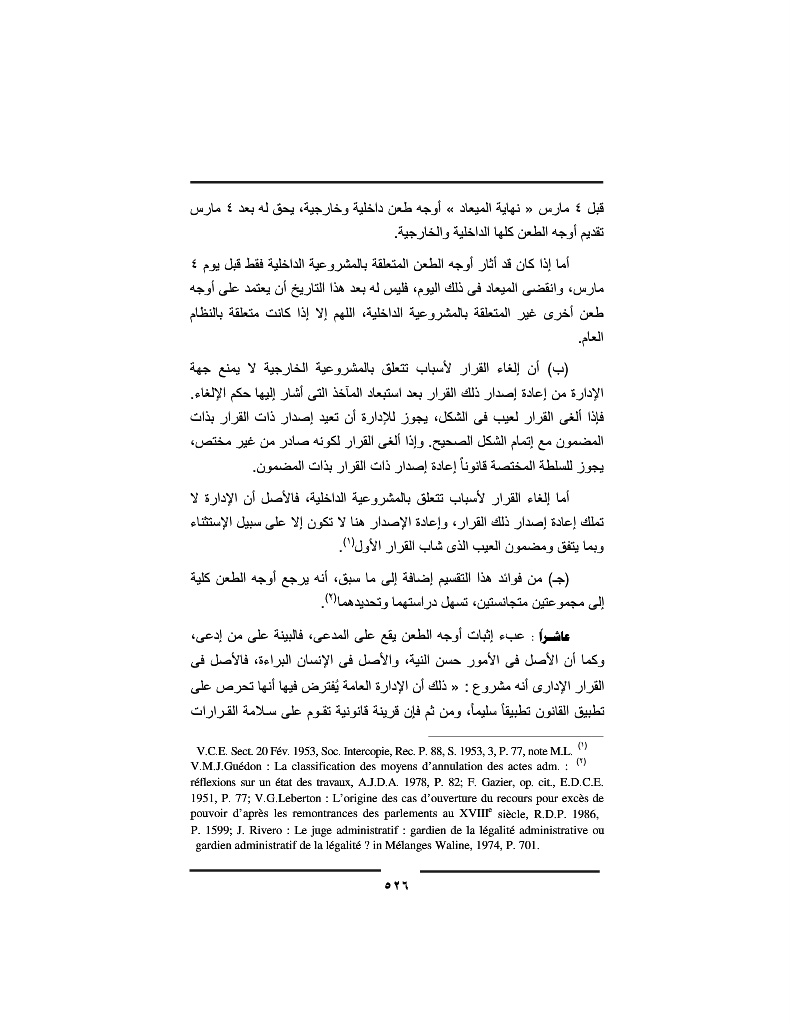 قبل ٤ مارس « نهاية الميعاد » أوجه طعن داخلية وخارجية، يحق له بعد ٤ مارس
تقديم أوجه الطعن كلها الداخلية والخارجية.
أما إذا كان قد أثار أوجه الطعن المتعلقة بالمشروعية الداخلية فقط قبل يوم ٤
مارس، وانقضى الميعاد فى ذلك اليوم، فليس له بعد هذا التاريخ أن يعتمد على أوجه
طعن أخرى غير المتعلقة بالمشروعية الداخلية، اللهم إلا إذا كانت متعلقة بالنظام
العام.
(ب) أن إلغاء القرار لأسباب تتعلق بالمشروعية الخارجية لا يمنع جهة
الإدارة من إعادة إصدار ذلك القرار بعد استبعاد المآخذ التى أشار إليها حكم الإلغاء.
فإذا ألغى القرار لعيب فى الشكل، يجوز للإدارة أن تعيد إصدار ذات القرار بذات
المضمون مع إتمام الشكل الصحيح. وإذا ألغى القرار لكونه صادر من غير مختص،
يجوز للسلطة المختصة قانوناً إعادة إصدار ذات القرار بذات المضمون.
أما إلغاء القرار لأسباب تتعلق بالمشروعية الداخلية، فالأصل أن الإدارة لا
تملك إعادة إصدار ذلك القرار، وإعادة الإصدار هنا لا تكون إلا على سبيل الإستثناء
وبما يتفق ومضمون العيب الذى شاب القرار الأول(١).
(جـ) من فوائد هذا التقسيم إضافة إلى ما سبق، أنه يرجع أوجه الطعن كلية
إلى مجموعتين متجانستين، تسهل دراستهما وتحديدهما(٢).
عاشراً : عبء إثبات أوجه الطعن يقع على المدعى، فالبينة على من إدعى،
وكما أن الأصل فى الأمور حسن النية، والأصل فى الإنسان البراءة، فالأصل فى
القرار الإدارى أنه مشروع : « ذلك أن الإدارة العامة يُفترض فيها أنها تحرص على
تطبيق القانون تطبيقاً سليماً، ومن ثم فإن قرينة قانونية تقوم على سلامة القرارات
(١) V.C.E. Sect. 20 Fév. 1953, Soc. Intercopie, Rec. P. 88, S. 1953, 3, P. 77, note M.L.
(٢) V.M.J.Guédon : La classification des moyens d’annulation des actes adm. :
réflexions sur un état des travaux, A.J.D.A. 1978, P. 82; F. Gazier, op. cit., E.D.C.E.
1951, P. 77; V.G.Leberton : L’origine des cas d’ouverture du recours pour excès de
pouvoir d’après les remontrances des parlements au XVIIIe siècle, R.D.P. 1986,
P. 1599; J. Rivero : Le juge administratif : gardien de la légalité administrative ou
gardien administratif de la légalité ? in Mélanges Waline, 1974, P. 701.
٥٢٦